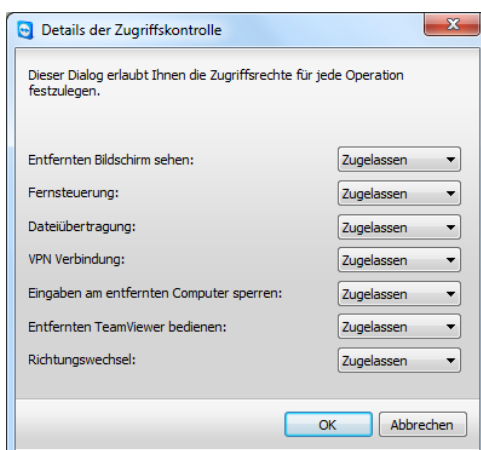 Details der Zugriffskontrolle
Dieser Dialog erlaubt Ihnen die Zugriffsrechte für jede Operation
festzulegen.
Entfernten Bildschirm sehen: Zugelassen
Fernsteuerung: Zugelassen
Dateiübertragung: Zugelassen
VPN Verbindung: Zugelassen
Eingaben am entfernten Computer sperren: Zugelassen
Entfernten TeamViewer bedienen: Zugelassen
Richtungswechsel: Zugelassen
OK Abbrechen